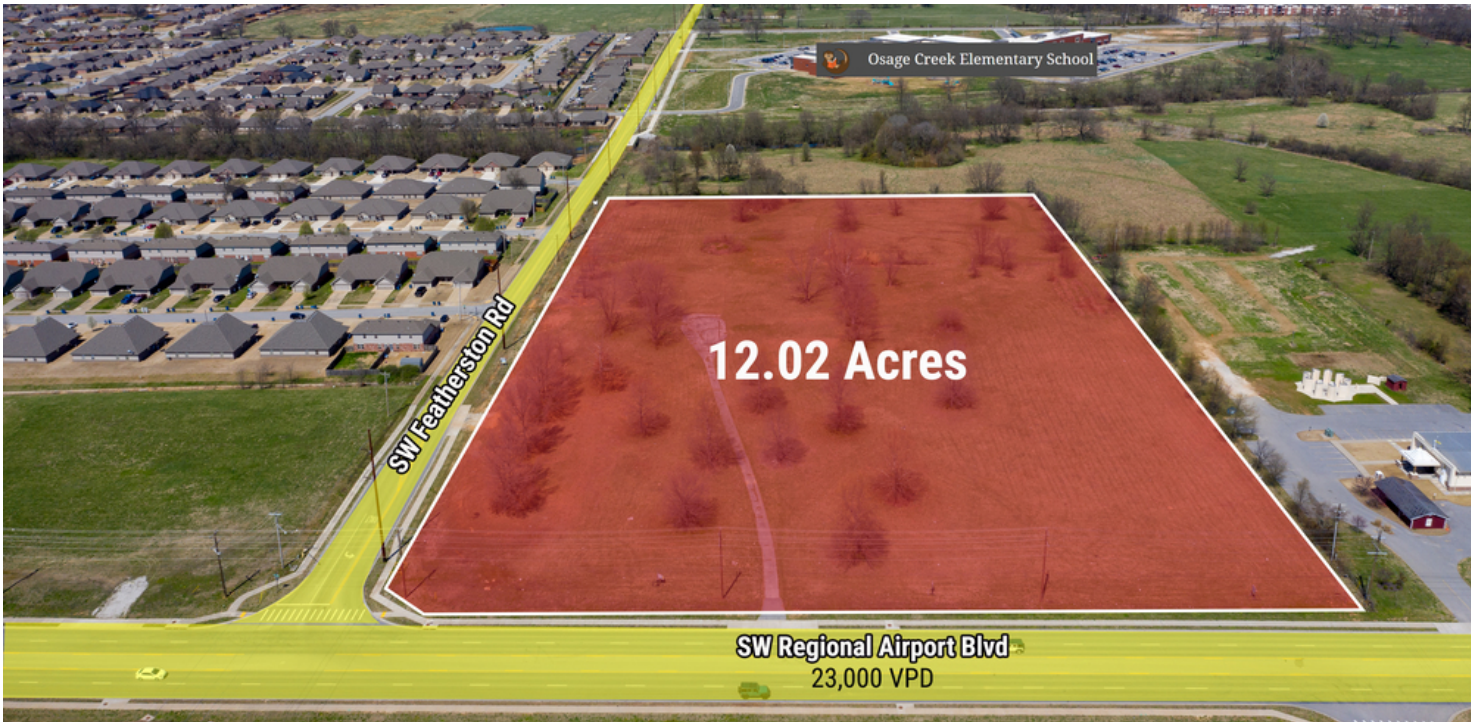 Osage Creek Elementary School
12.02 Acres
SW Featherston Rd
SW Regional Airport Blvd
23,000 VPD